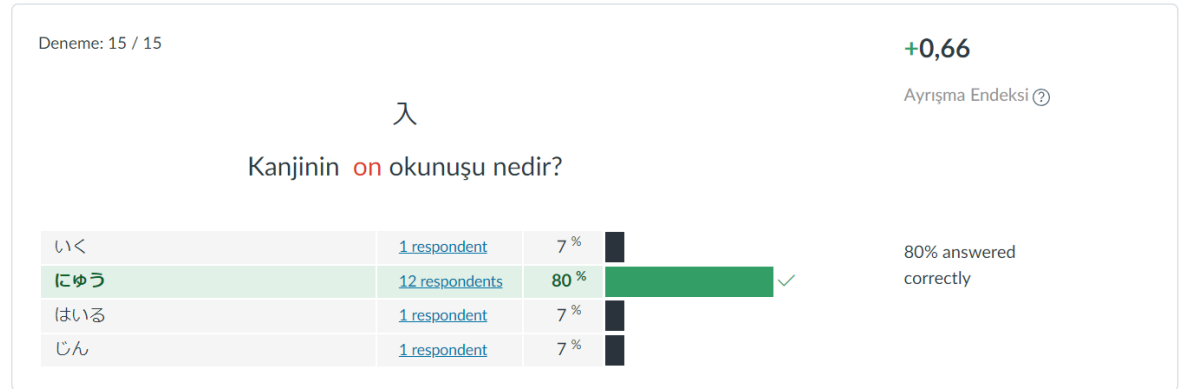 Deneme: 15 / 15
+0,66
Ayrışma Endeksi ?
入
Kanjinin on okunuşu nedir?
いく 1 respondent 7 %
にゅう 12 respondents 80 %
はいる 1 respondent 7 %
じん 1 respondent 7 %
80% answered
correctly